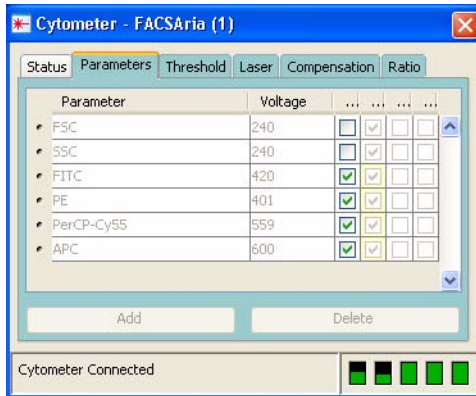 Cytometer - FACSAria (1)
Status Parameters Threshold Laser Compensation Ratio
Parameter Voltage ... ... ... ...
FSC 240
SSC 240
FITC 420
PE 401
PerCP-Cy55 559
APC 600
Add Delete
Cytometer Connected